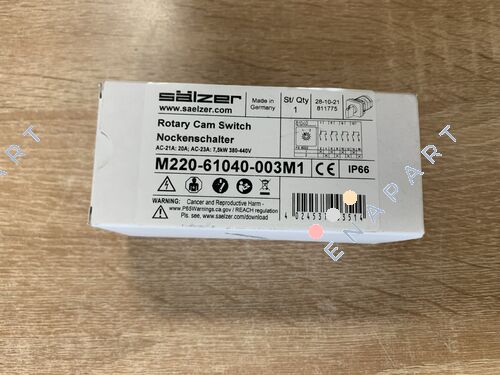 sälzer
www.saelzer.com
Made in
Germany
St/ Qty
1
28-10-21
811775
Rotary Cam Switch
Nockenschalter
AC-21A: 20A; AC-23A: 7,5kW 380-440V
M220-61040-003M1
CE
IP66
WARNING:
Cancer and Reproductive Harm -
www.P65Warnings.ca.gov / REACH regulation
Pls. see, www.saelzer.com/download
ENAPART
ENAPART
ENAPART